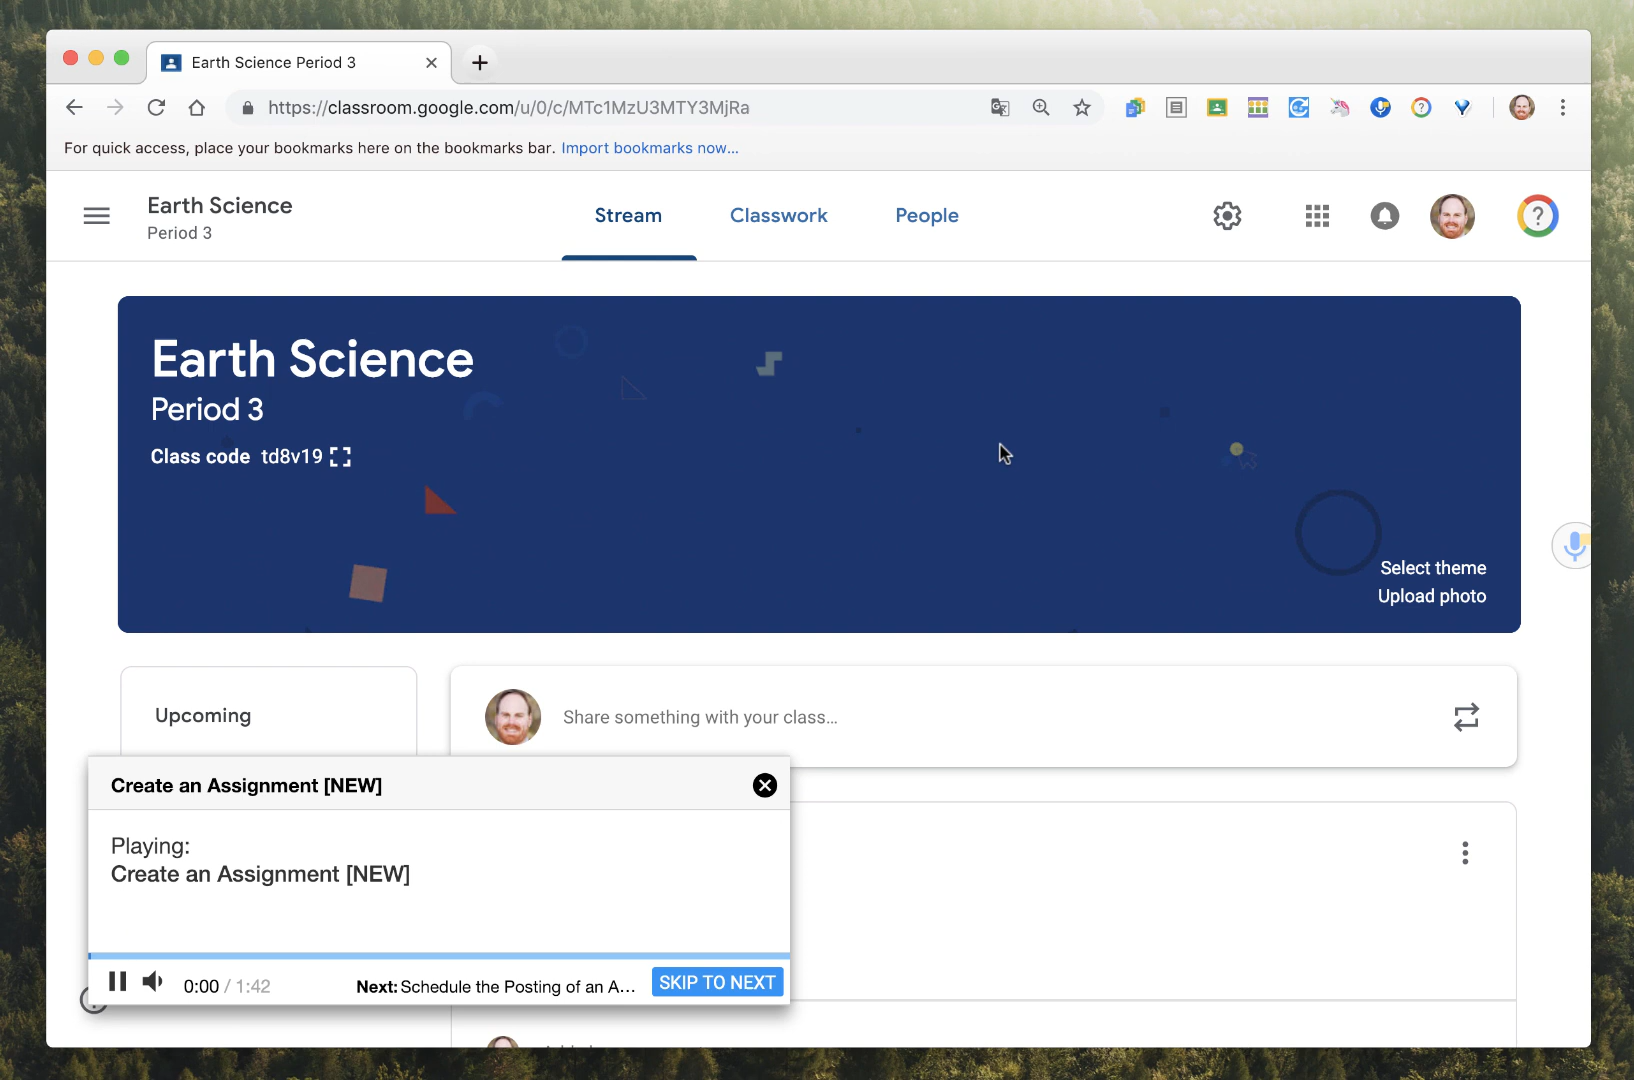 Earth Science Period 3
https://classroom.google.com/u/0/c/MTc1MzU3MTY3MjRa
For quick access, place your bookmarks here on the bookmarks bar. Import bookmarks now...
Earth Science
Period 3
Stream
Classwork
People
?
Earth Science
Period 3
Class code td8v19
Select theme
Upload photo
Upcoming
Share something with your class...
Create an Assignment [NEW]
Playing:
Create an Assignment [NEW]
0:00 / 1:42
Next: Schedule the Posting of an A...
SKIP TO NEXT